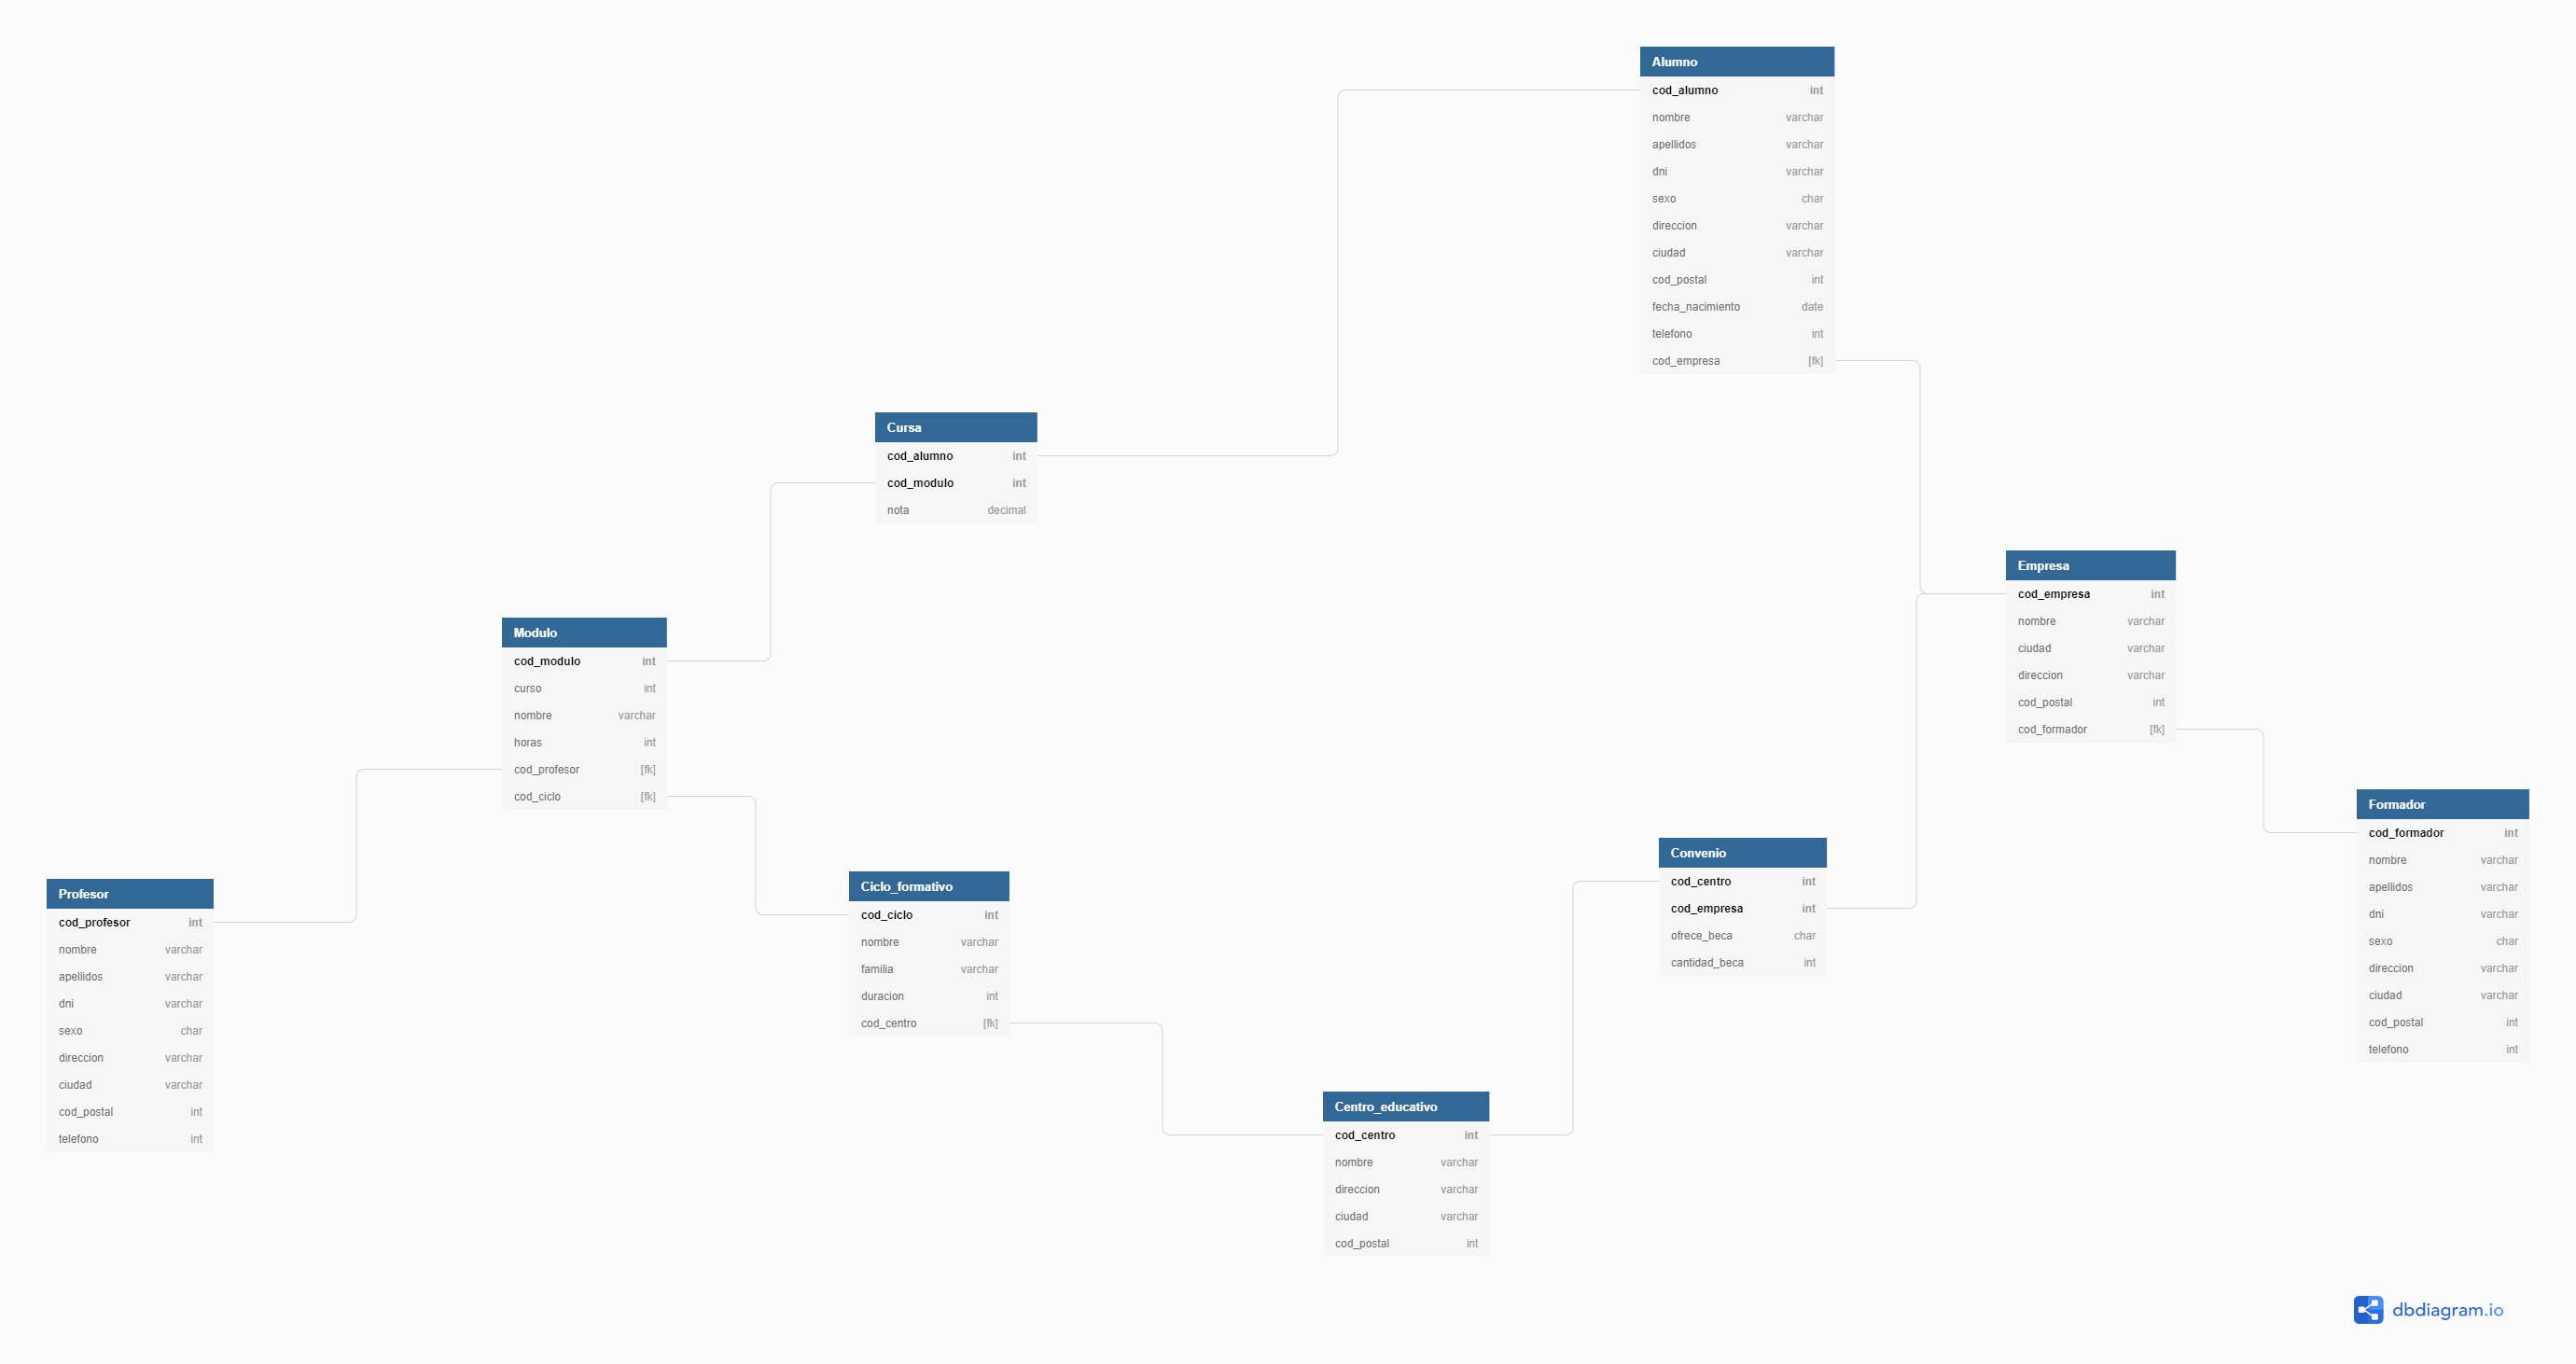 Alumno
cod_alumno int
nombre varchar
apellidos varchar
dni varchar
sexo char
direccion varchar
ciudad varchar
cod_postal int
fecha_nacimiento date
telefono int
cod_empresa [fk]
Cursa
cod_alumno int
cod_modulo int
nota decimal
Empresa
cod_empresa int
nombre varchar
ciudad varchar
direccion varchar
cod_postal int
cod_formador [fk]
Modulo
cod_modulo int
curso int
nombre varchar
horas int
cod_profesor [fk]
cod_ciclo [fk]
Formador
cod_formador int
nombre varchar
apellidos varchar
dni varchar
sexo char
direccion varchar
ciudad varchar
cod_postal int
telefono int
Convenio
cod_centro int
cod_empresa int
ofrece_beca char
cantidad_beca int
Ciclo_formativo
cod_ciclo int
nombre varchar
familia varchar
duracion int
cod_centro [fk]
Profesor
cod_profesor int
nombre varchar
apellidos varchar
dni varchar
sexo char
direccion varchar
ciudad varchar
cod_postal int
telefono int
Centro_educativo
cod_centro int
nombre varchar
direccion varchar
ciudad varchar
cod_postal int
dbdiagram.io